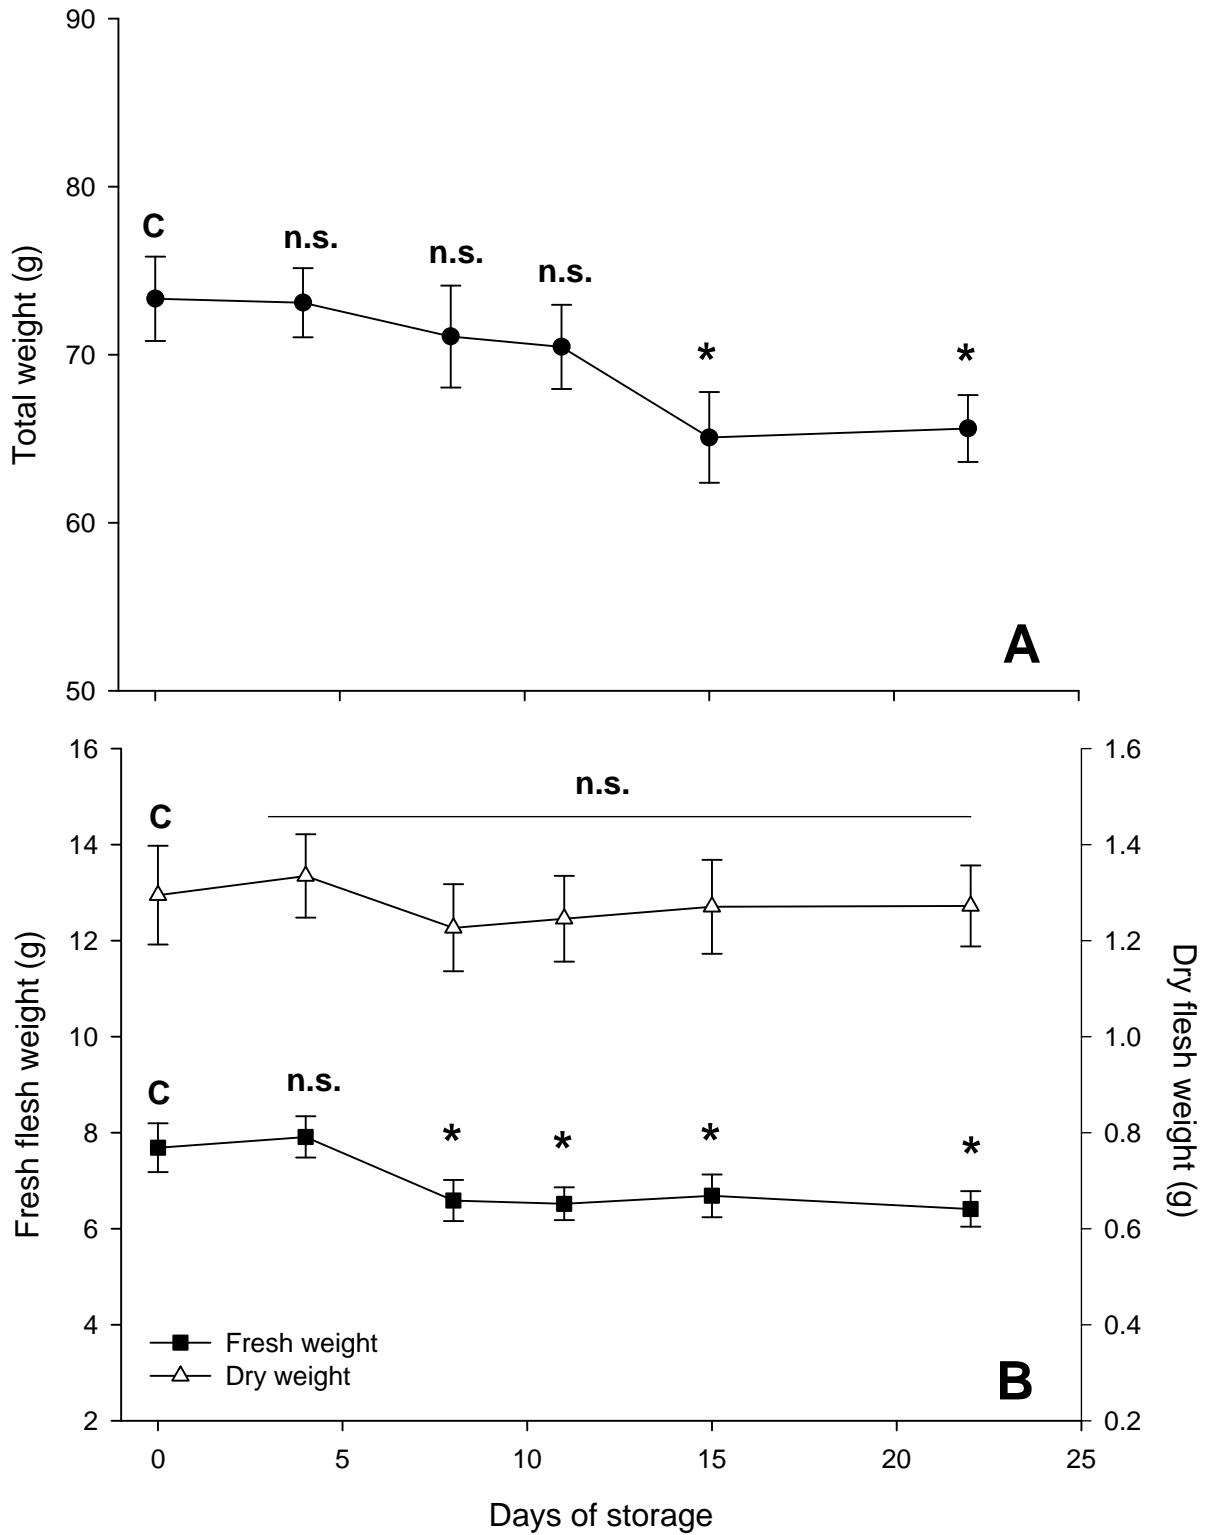 90
80
70
60
50
Total weight (g)
C
n.s.
n.s.
n.s.
*
*
A
16
14
12
10
8
6
4
2
Fresh flesh weight (g)
1.6
1.4
1.2
1.0
0.8
0.6
0.4
0.2
Dry flesh weight (g)
n.s.
C
C
n.s.
*
*
*
*
Fresh weight
Dry weight
B
0 5 10 15 20 25
Days of storage